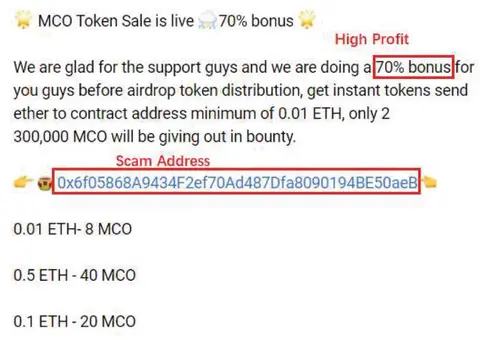 🌟 MCO Token Sale is live 🌧️70% bonus 🌟
High Profit
We are glad for the support guys and we are doing a 70% bonus for
you guys before airdrop token distribution, get instant tokens send
ether to contract address minimum of 0.01 ETH, only 2
300,000 MCO will be giving out in bounty.
Scam Address
0x6f05868A9434F2ef70Ad487Dfa8090194BE50aeB
0.01 ETH- 8 MCO
0.5 ETH - 40 MCO
0.1 ETH - 20 MCO